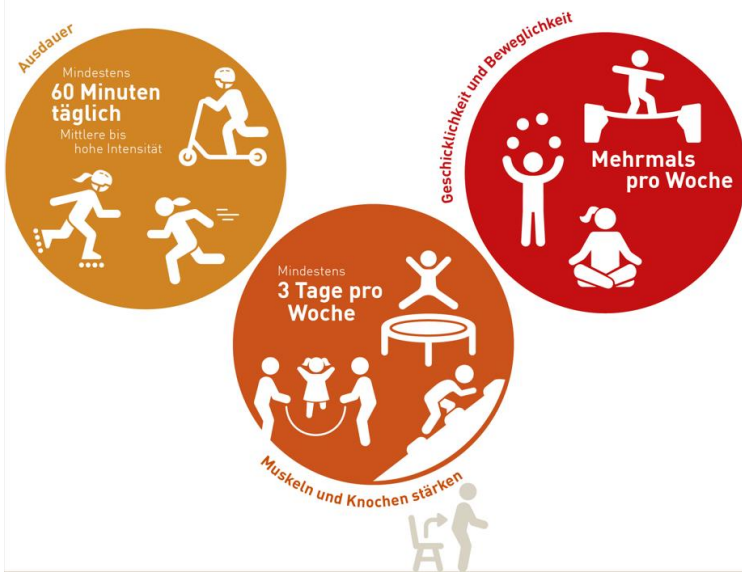 Ausdauer
Mindestens
60 Minuten
täglich
Mittlere bis
hohe Intensität
Geschicklichkeit und Beweglichkeit
Mehrmals
pro Woche
Mindestens
3 Tage pro
Woche
Muskeln und Knochen stärken